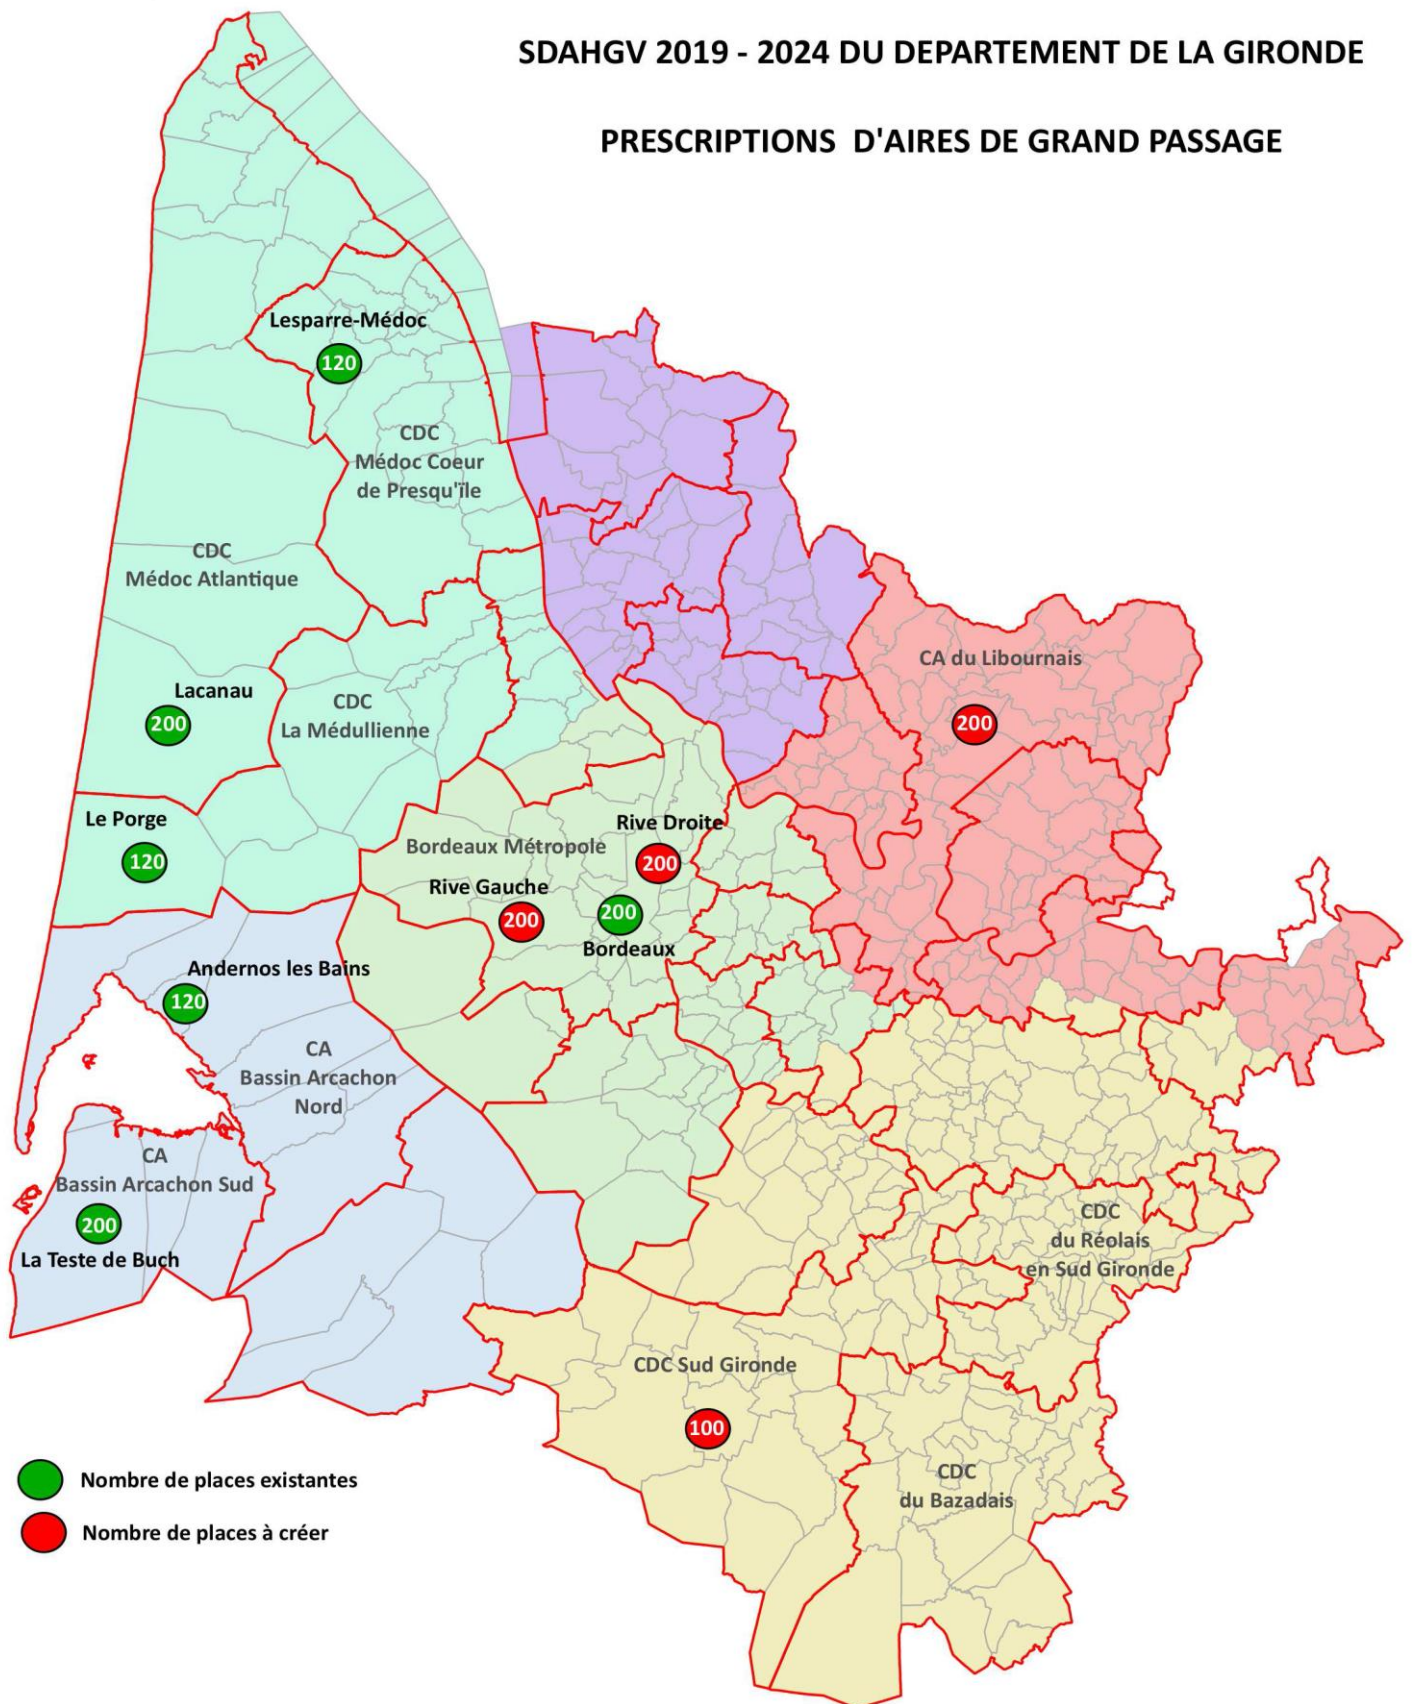 SDAHGV 2019 - 2024 DU DEPARTEMENT DE LA GIRONDE
PRESCRIPTIONS D'AIRES DE GRAND PASSAGE
Lesparre-Médoc
120
CDC
Médoc Coeur
de Presqu'ïle
CDC
Médoc Atlantique
Lacanau
200
CDC
La Médullienne
CA du Libournais
200
Le Porge
120
Bordeaux Métropole
Rive Droite
200
Rive Gauche
200
200
Bordeaux
Andernos les Bains
120
CA
Bassin Arcachon
Nord
CA
Bassin Arcachon Sud
200
La Teste de Buch
CDC
du Réolais
en Sud Gironde
CDC Sud Gironde
100
CDC
du Bazadais
Nombre de places existantes
Nombre de places à créer